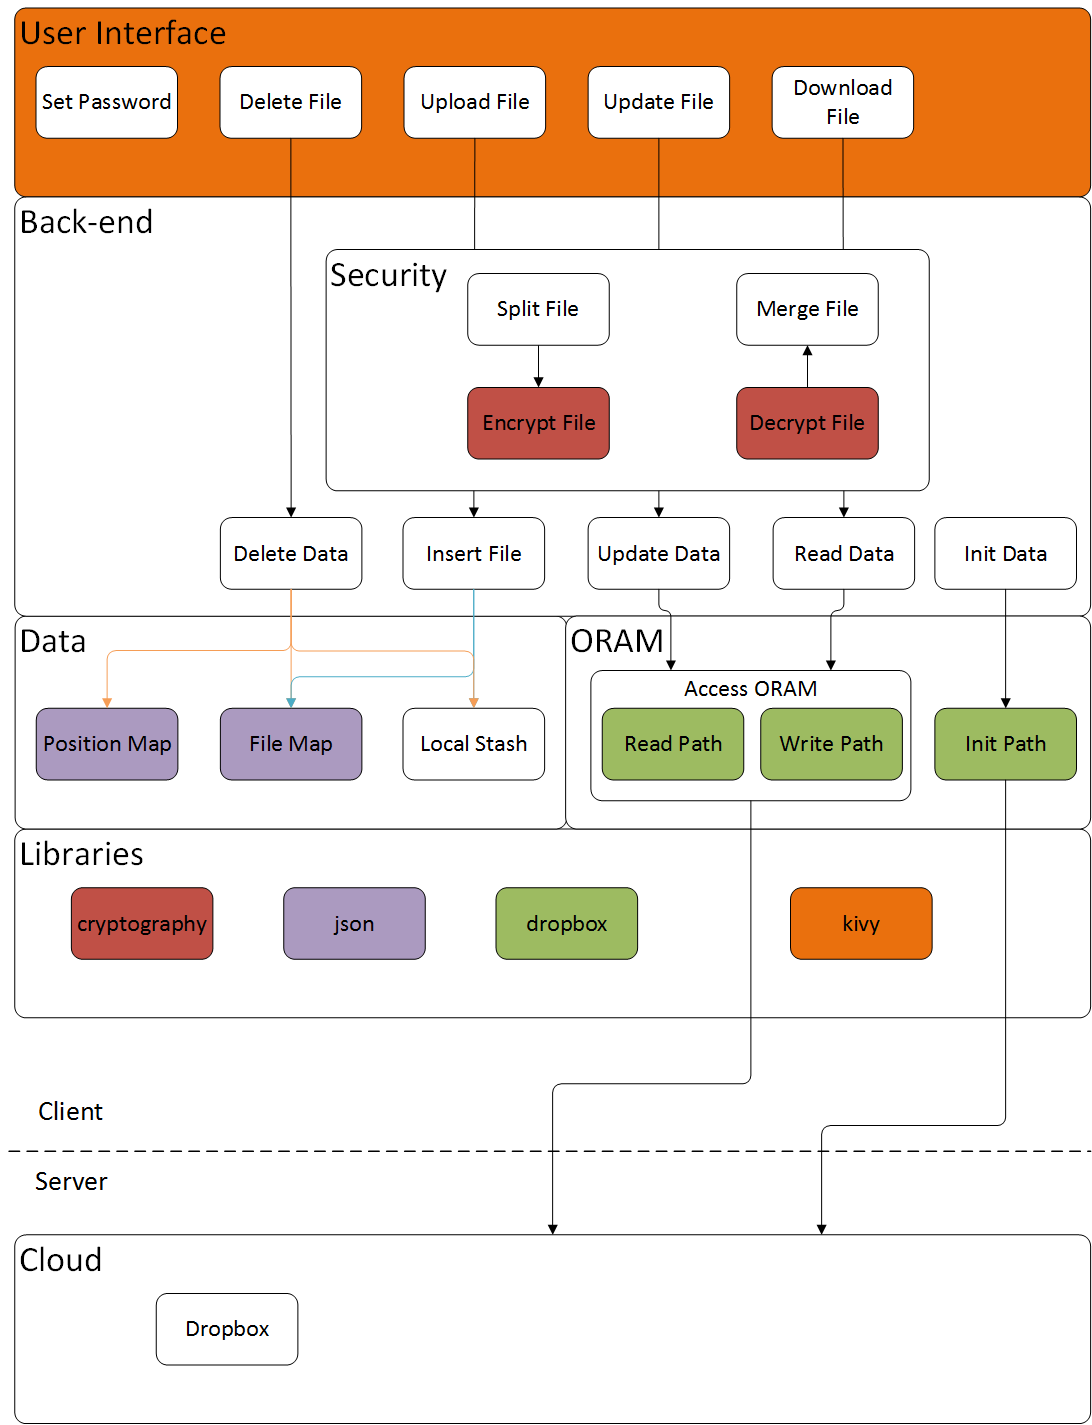 User Interface
Set Password
Delete File
Upload File
Update File
Download
File
Back-end
Security
Split File
Merge File
Encrypt File
Decrypt File
Delete Data
Insert File
Update Data
Read Data
Init Data
Data
ORAM
Access ORAM
Position Map
File Map
Local Stash
Read Path
Write Path
Init Path
Libraries
cryptography
json
dropbox
kivy
Client
Server
Cloud
Dropbox